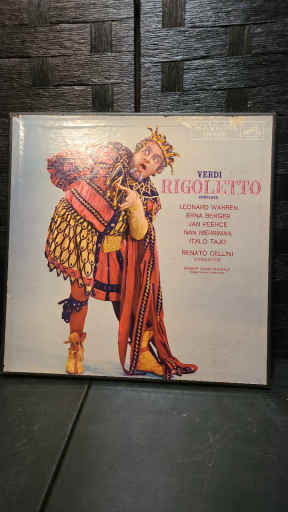 VERDI
RIGOLETTO
COMPLETE
LEONARD WARREN
ERNA BERGER
JAN PEERCE
NAN MERRIMAN
ITALO TAJO
RENATO CELLINI
CONDUCTOR